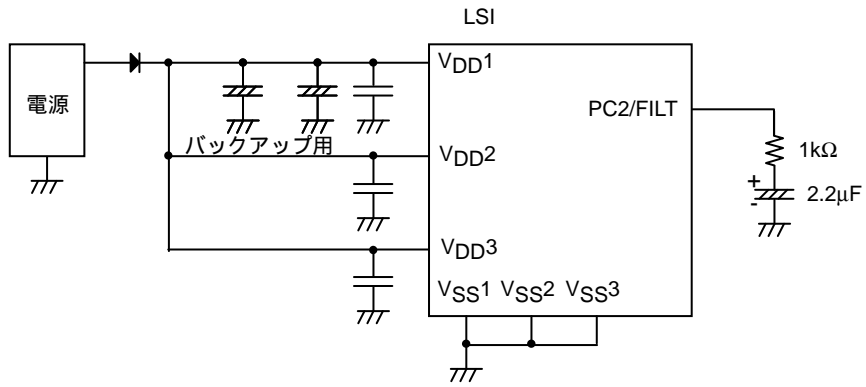 LSI
電源
VDD1
PC2/FILT
バックアップ用
1kΩ
VDD2
+
2.2μF
-
VDD3
VSS1 VSS2 VSS3